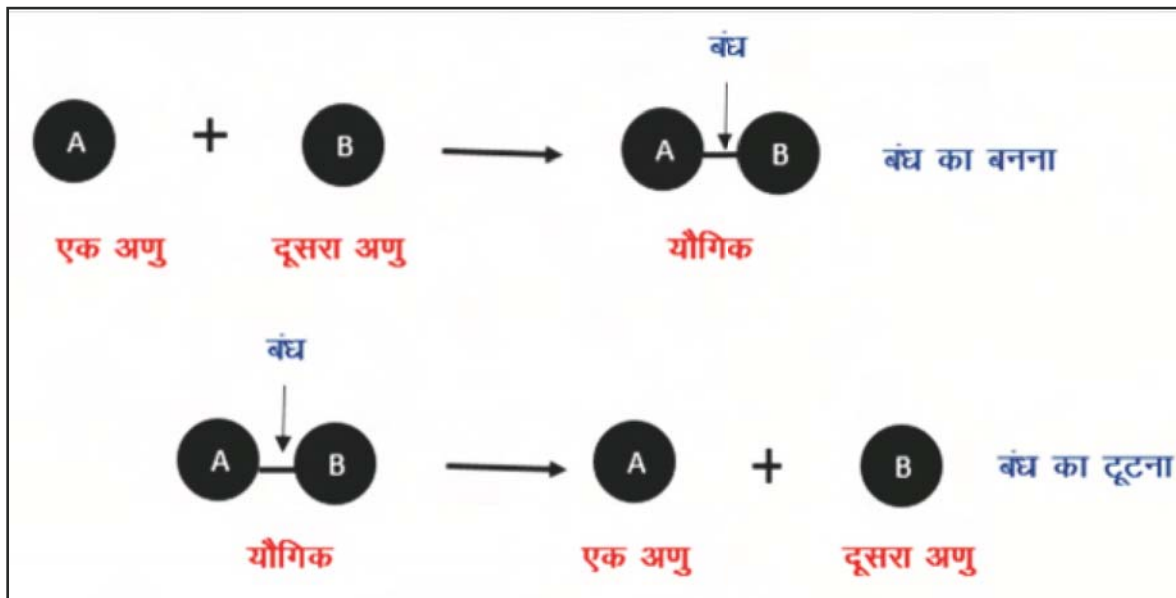 बंध
A + B A B बंध का बनना
एक अणु दूसरा अणु यौगिक
बंध
A B A + B बंध का टूटना
यौगिक एक अणु दूसरा अणु